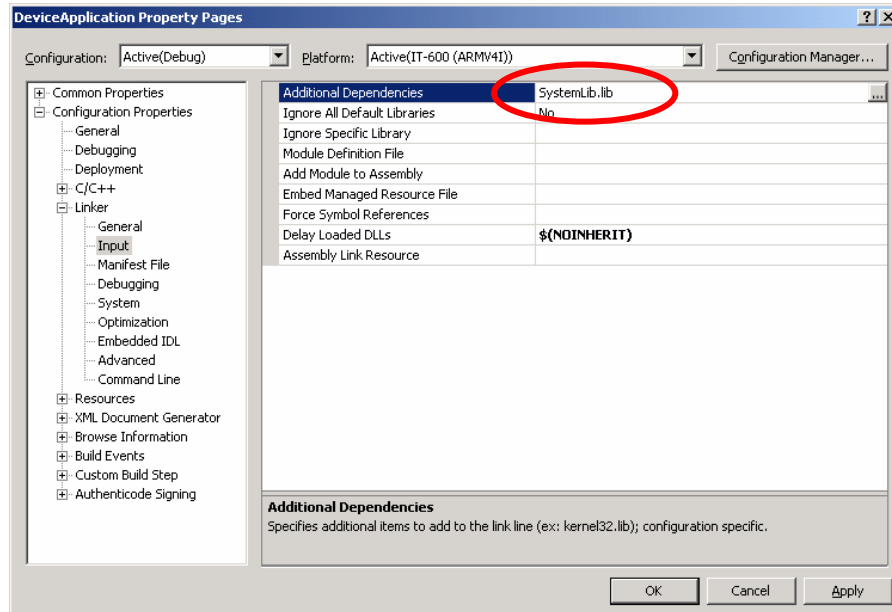 DeviceApplication Property Pages
Configuration: Active(Debug) Platform: Active(IT-600 (ARMV4I)) Configuration Manager...
Common Properties
Configuration Properties
General
Debugging
Deployment
C/C++
Linker
General
Input
Manifest File
Debugging
System
Optimization
Embedded IDL
Advanced
Command Line
Resources
XML Document Generator
Browse Information
Build Events
Custom Build Step
Authenticode Signing
Additional Dependencies SystemLib.lib ...
Ignore All Default Libraries No
Ignore Specific Library
Module Definition File
Add Module to Assembly
Embed Managed Resource File
Force Symbol References
Delay Loaded DLLs $(NOINHERIT)
Assembly Link Resource
Additional Dependencies
Specifies additional items to add to the link line (ex: kernel32.lib); configuration specific.
OK Cancel Apply